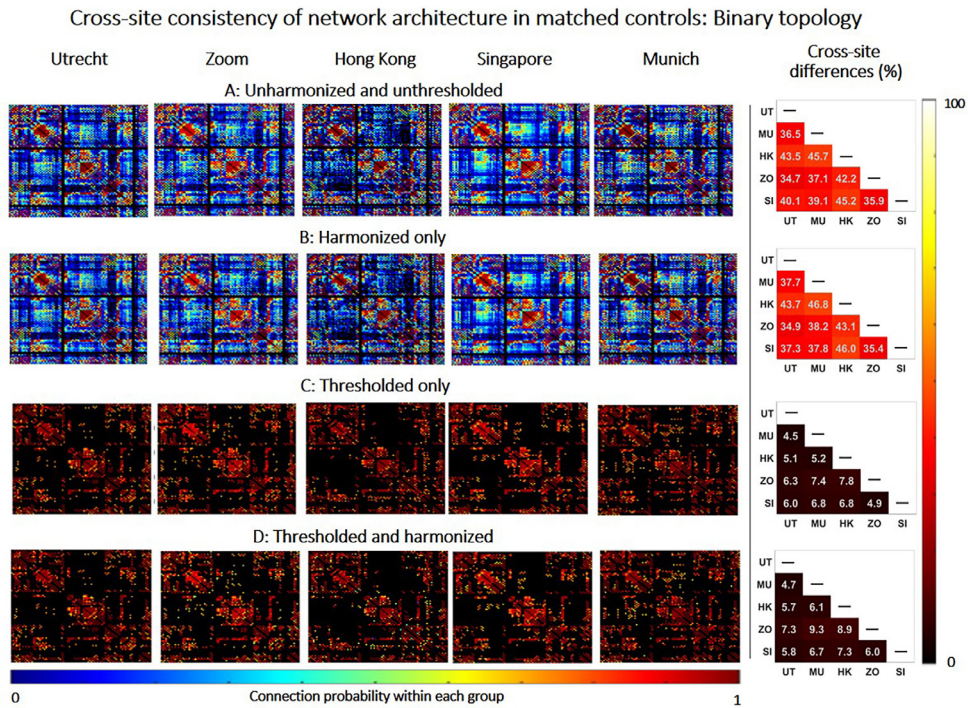 Cross-site consistency of network architecture in matched controls: Binary topology
Utrecht Zoom Hong Kong Singapore Munich
Cross-site differences (%)
A: Unharmonized and unthresholded
100
UT —
MU 36.5 —
HK 43.5 45.7 —
ZO 34.7 37.1 42.2 —
SI 40.1 39.1 45.2 35.9 —
UT MU HK ZO SI
B: Harmonized only
UT —
MU 37.7 —
HK 43.7 46.8 —
ZO 34.9 38.2 43.1 —
SI 37.3 37.8 46.0 35.4 —
UT MU HK ZO SI
C: Thresholded only
UT —
MU 4.5 —
HK 5.1 5.2 —
ZO 6.3 7.4 7.8 —
SI 6.0 6.8 6.8 4.9 —
UT MU HK ZO SI
D: Thresholded and harmonized
UT —
MU 4.7 —
HK 5.7 6.1 —
ZO 7.3 9.3 8.9 —
SI 5.8 6.7 7.3 6.0 —
UT MU HK ZO SI
0
0 Connection probability within each group 1